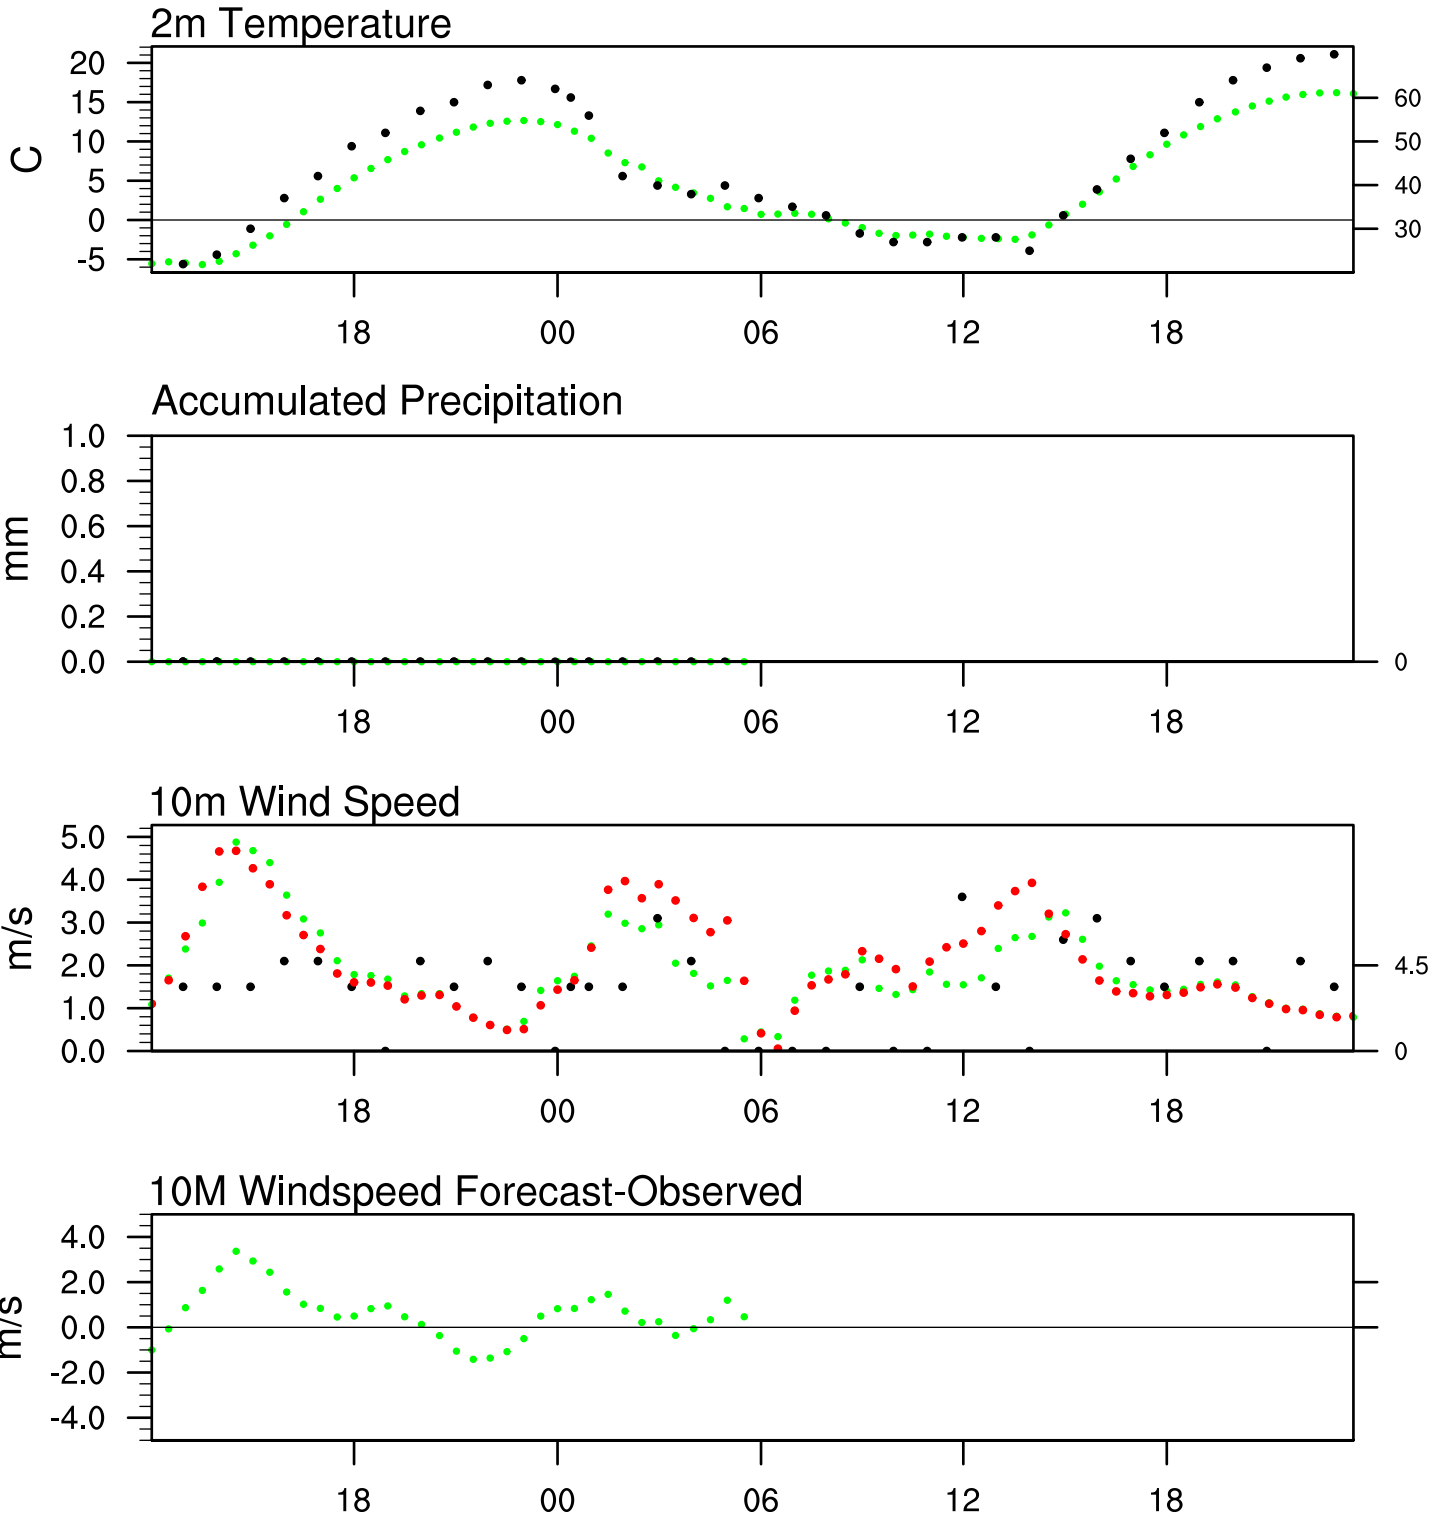 2m Temperature
20
15
10
5
0
-5
C
60
50
40
30
18 00 06 12 18
Accumulated Precipitation
1.0
0.8
0.6
0.4
0.2
0.0
mm
0
18 00 06 12 18
10m Wind Speed
5.0
4.0
3.0
2.0
1.0
0.0
m/s
4.5
0
18 00 06 12 18
10M Windspeed Forecast-Observed
4.0
2.0
0.0
-2.0
-4.0
m/s
18 00 06 12 18